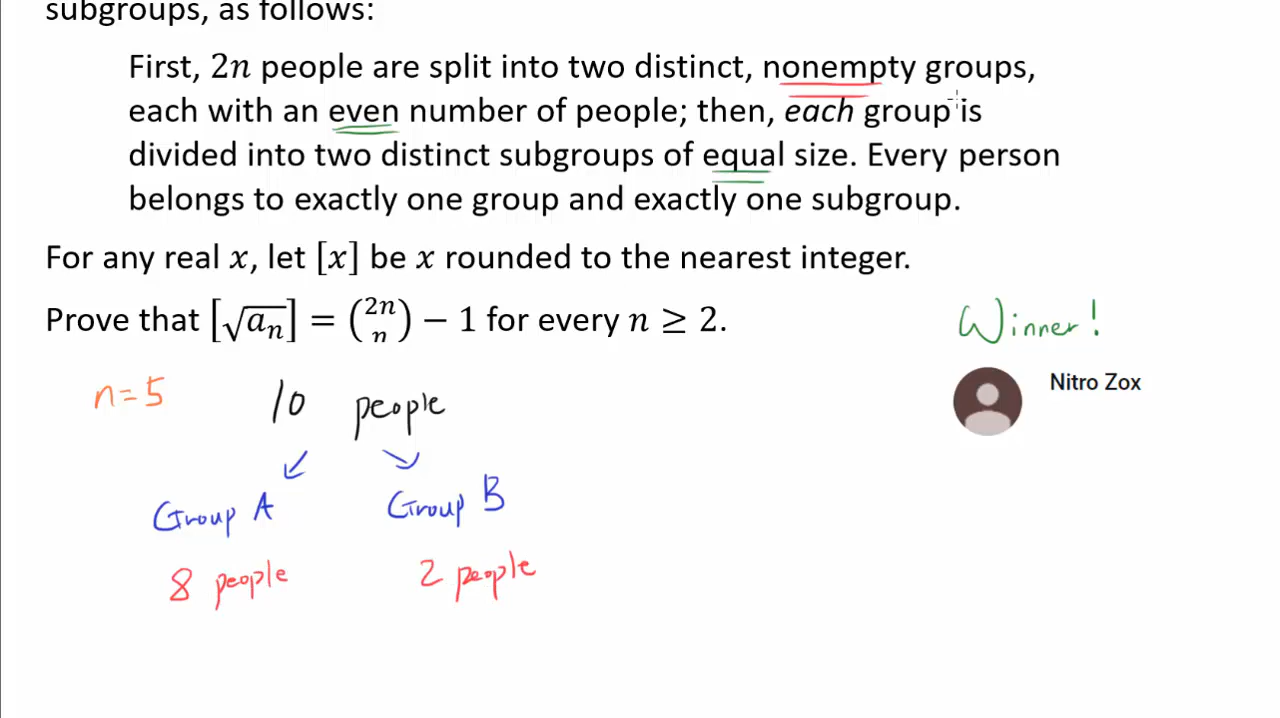 subgroups, as follows:
First, 2n people are split into two distinct, nonempty groups,
each with an even number of people; then, each group is
divided into two distinct subgroups of equal size. Every person
belongs to exactly one group and exactly one subgroup.
For any real x, let [x] be x rounded to the nearest integer.
Prove that [√aₙ] = (2n n) − 1 for every n ≥ 2.
Winner!
Nitro Zox
n=5 10 people
Group A Group B
8 people 2 people